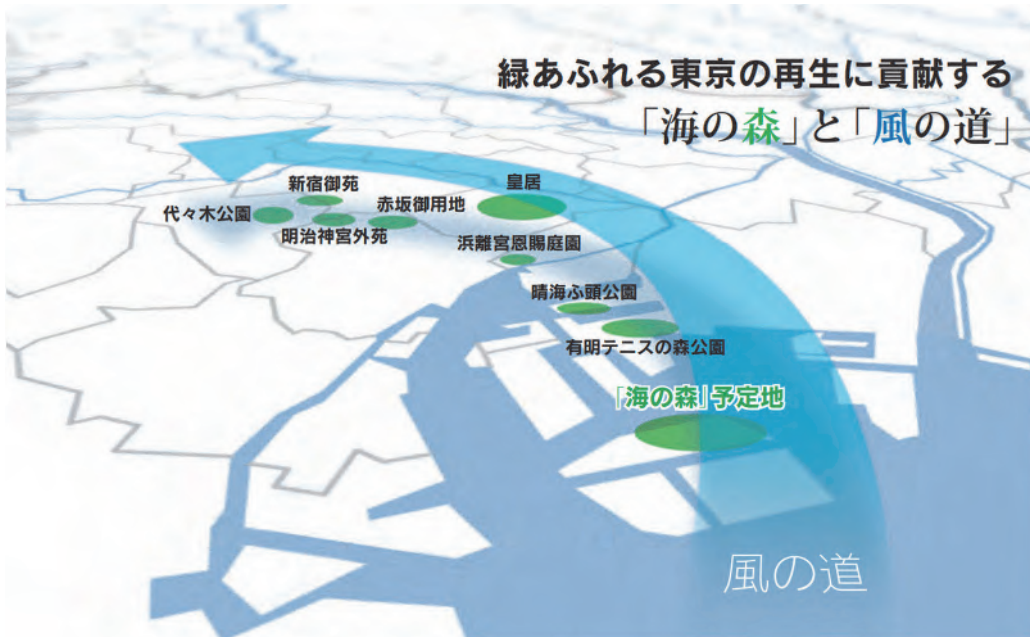 緑あふれる東京の再生に貢献する
「海の森」と「風の道」
新宿御苑
皇居
代々木公園
赤坂御用地
明治神宮外苑
浜離宮恩賜庭園
晴海ふ頭公園
有明テニスの森公園
「海の森」予定地
風の道